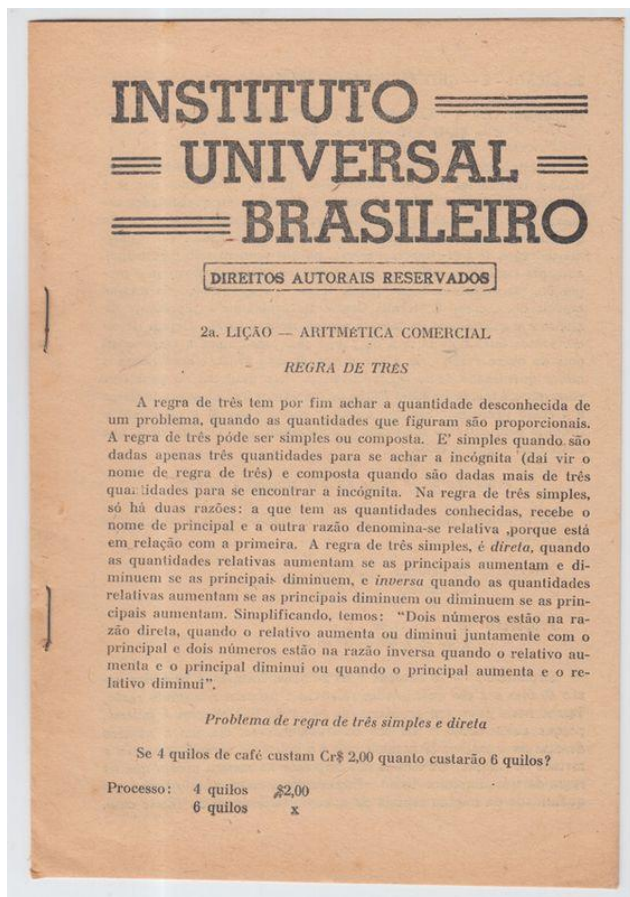 INSTITUTO
UNIVERSAL
BRASILEIRO
DIREITOS AUTORAIS RESERVADOS
2a. LIÇÃO — ARITMÉTICA COMERCIAL
REGRA DE TRÊS
A regra de três tem por fim achar a quantidade desconhecida de
um problema, quando as quantidades que figuram são proporcionais.
A regra de três póde ser simples ou composta. E' simples quando são
dadas apenas três quantidades para se achar a incógnita (daí vir o
nome de regra de três) e composta quando são dadas mais de três
quantidades para se encontrar a incógnita. Na regra de três simples,
só há duas razões: a que tem as quantidades conhecidas, recebe o
nome de principal e a outra razão denomina-se relativa ,porque está
em relação com a primeira. A regra de três simples, é direta, quando
as quantidades relativas aumentam se as principais aumentam e di-
minuem se as principais diminuem, e inversa quando as quantidades
relativas aumentam se as principais diminuem ou diminuem se as prin-
cipais aumentam. Simplificando, temos: "Dois números estão na ra-
zão direta, quando o relativo aumenta ou diminui juntamente com o
principal e dois números estão na razão inversa quando o relativo au-
menta e o principal diminui ou quando o principal aumenta e o re-
lativo diminui".
Problema de regra de três simples e direta
Se 4 quilos de café custam Cr$ 2,00 quanto custarão 6 quilos?
Processo: 4 quilos $2,00
6 quilos x